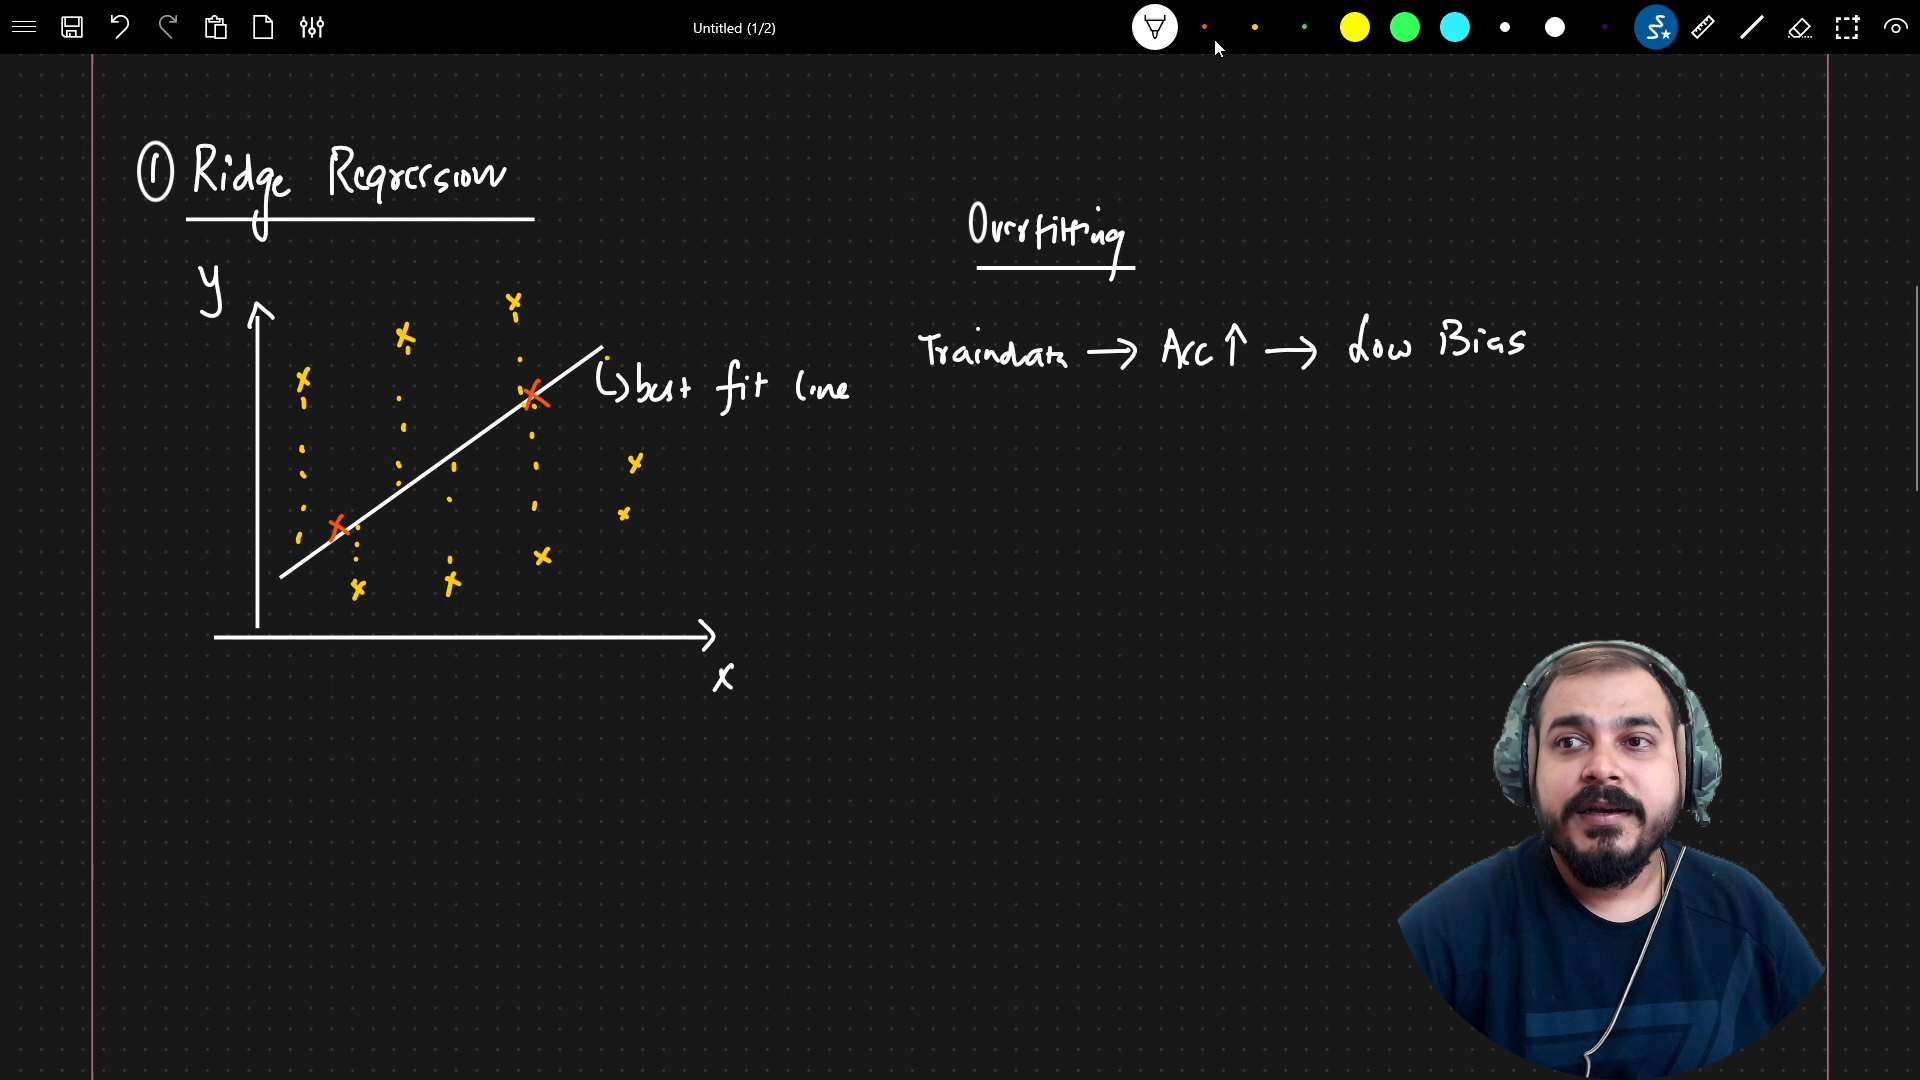 Untitled (1/2)
① Ridge Regression
Overfitting
y
Traindata → Acc ↑ → Low Bias
best fit line
x